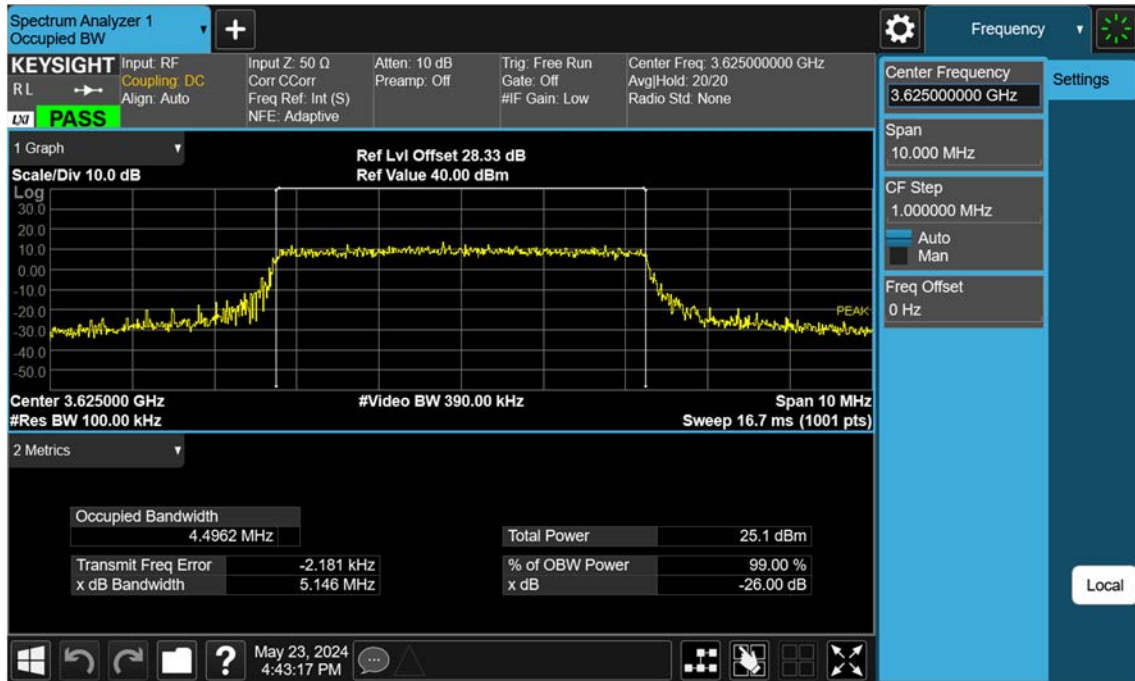 Spectrum Analyzer 1
Occupied BW
+
Frequency
KEYSIGHT
R L
LXI PASS
Input: RF
Coupling: DC
Align: Auto
Input Z: 50 Ω
Corr CCorr
Freq Ref: Int (S)
NFE: Adaptive
Atten: 10 dB
Preamp: Off
Trig: Free Run
Gate: Off
#IF Gain: Low
Center Freq: 3.625000000 GHz
Avg|Hold: 20/20
Radio Std: None
Center Frequency
3.625000000 GHz
Settings
Span
10.000 MHz
CF Step
1.000000 MHz
Auto
Man
Freq Offset
0 Hz
Local
1 Graph
Scale/Div 10.0 dB
Ref Lvl Offset 28.33 dB
Ref Value 40.00 dBm
Log
30.0
20.0
10.0
0.00
-10.0
-20.0
-30.0
-40.0
-50.0
PEAK
Center 3.625000 GHz
#Res BW 100.00 kHz
#Video BW 390.00 kHz
Span 10 MHz
Sweep 16.7 ms (1001 pts)
2 Metrics
Occupied Bandwidth
4.4962 MHz
Transmit Freq Error -2.181 kHz
x dB Bandwidth 5.146 MHz
Total Power 25.1 dBm
% of OBW Power 99.00 %
x dB -26.00 dB
?
May 23, 2024
4:43:17 PM